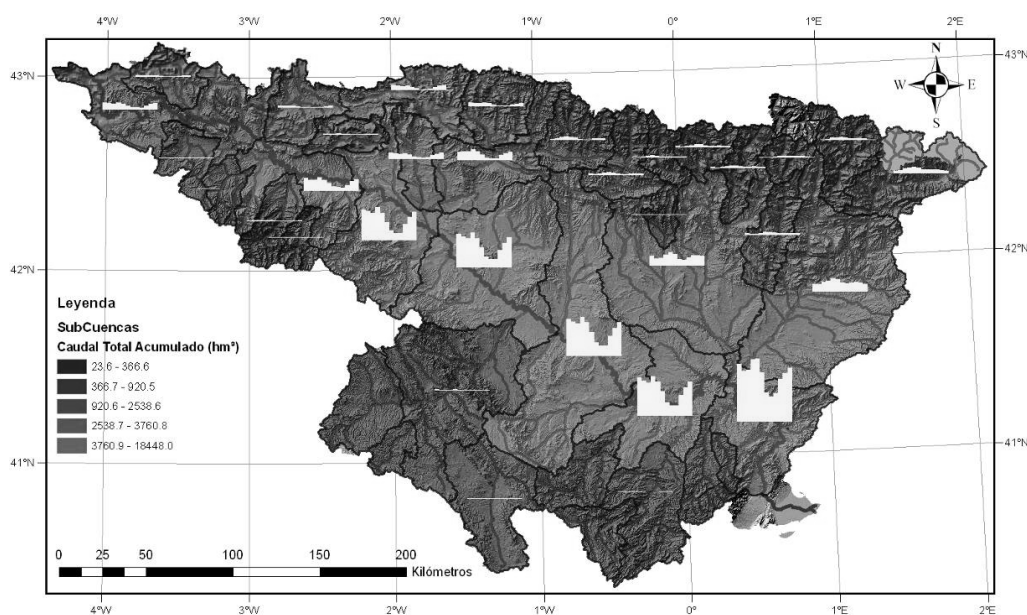 4°W 3°W 2°W 1°W 0° 1°E 2°E
43°N 43°N
N
W E
S
42°N 42°N
Leyenda
SubCuencas
Caudal Total Acumulado (hm³)
23.6 - 366.6
366.7 - 920.5
920.6 - 2538.6
2538.7 - 3760.8
3760.9 - 18448.0
41°N 41°N
0 25 50 100 150 200
Kilómetros
4°W 3°W 2°W 1°W 0° 1°E 2°E